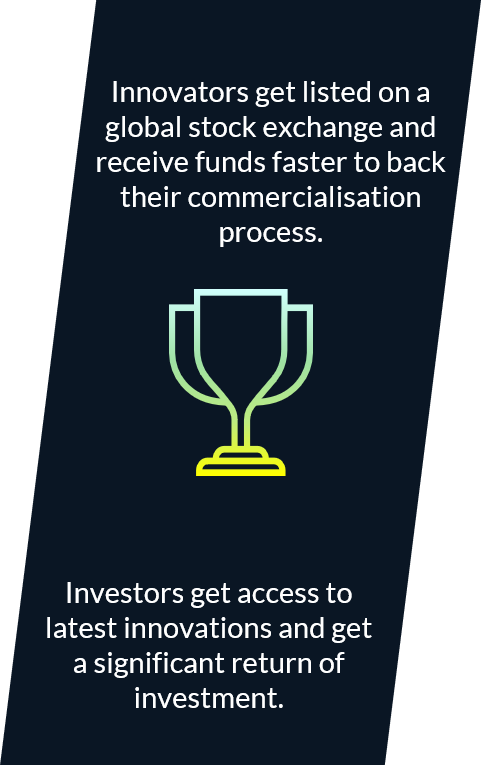 Innovators get listed on a
global stock exchange and
receive funds faster to back
their commercialisation
process.
Investors get access to
latest innovations and get
a significant return of
investment.